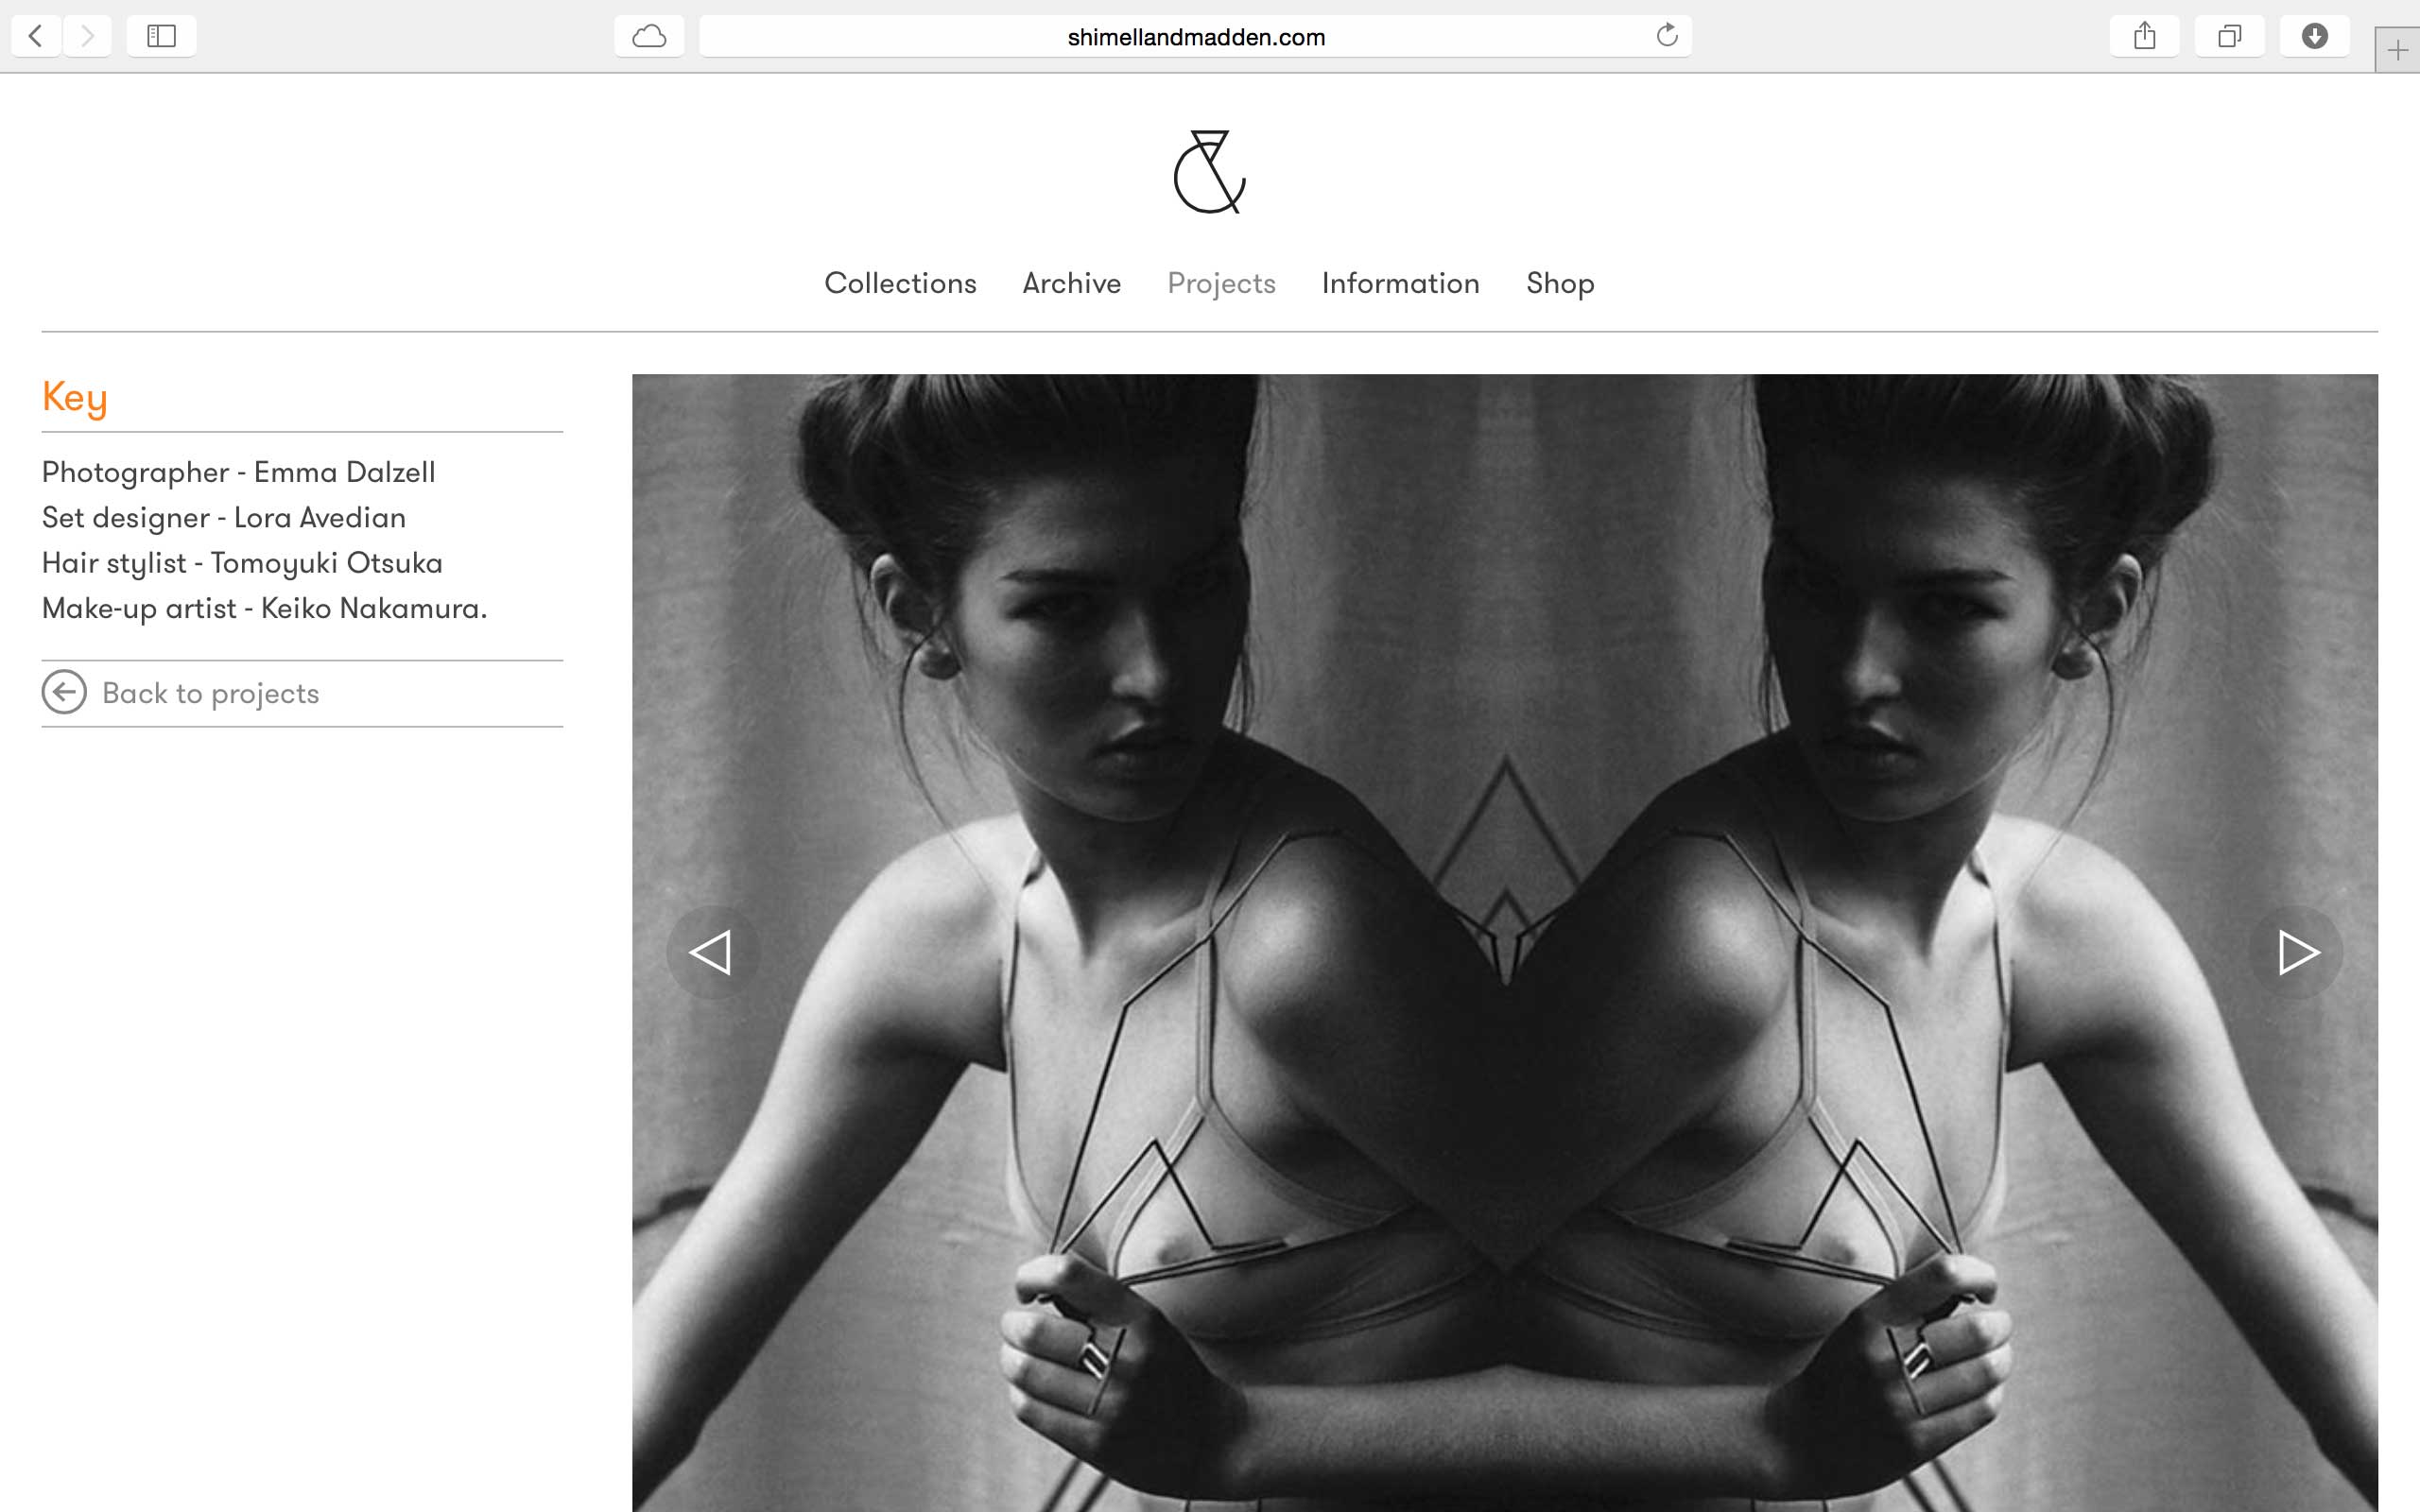 shimellandmadden.com
Collections Archive Projects Information Shop
Key
Photographer - Emma Dalzell
Set designer - Lora Avedian
Hair stylist - Tomoyuki Otsuka
Make-up artist - Keiko Nakamura.
Back to projects